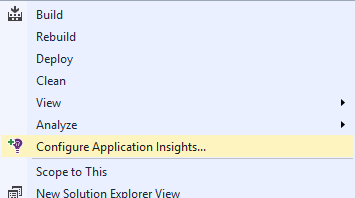 Build
Rebuild
Deploy
Clean
View
Analyze
Configure Application Insights...
Scope to This
New Solution Explorer View